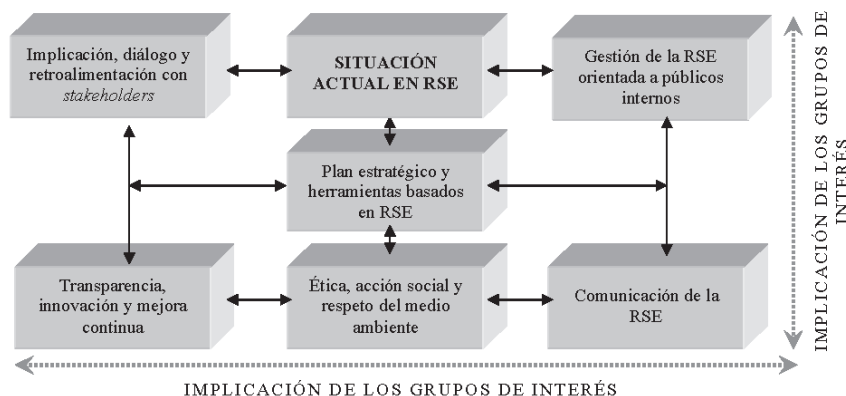 Implicación, diálogo y
retroalimentación con
stakeholders
SITUACIÓN
ACTUAL EN RSE
Gestión de la RSE
orientada a públicos
internos
Plan estratégico y
herramientas basados
en RSE
Transparencia,
innovación y mejora
continua
Ética, acción social y
respeto del medio
ambiente
Comunicación de la
RSE
IMPLICACIÓN DE LOS GRUPOS DE
INTERÉS
IMPLICACIÓN DE LOS GRUPOS DE INTERÉS